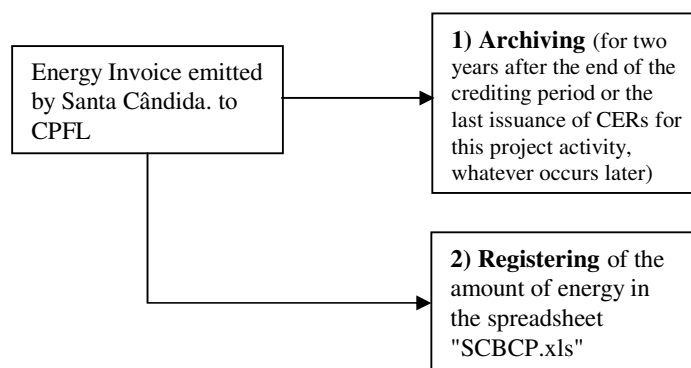 Energy Invoice emitted
by Santa Cândida. to
CPFL
1) Archiving (for two
years after the end of the
crediting period or the
last issuance of CERs for
this project activity,
whatever occurs later)
2) Registering of the
amount of energy in
the spreadsheet
"SCBCP.xls"